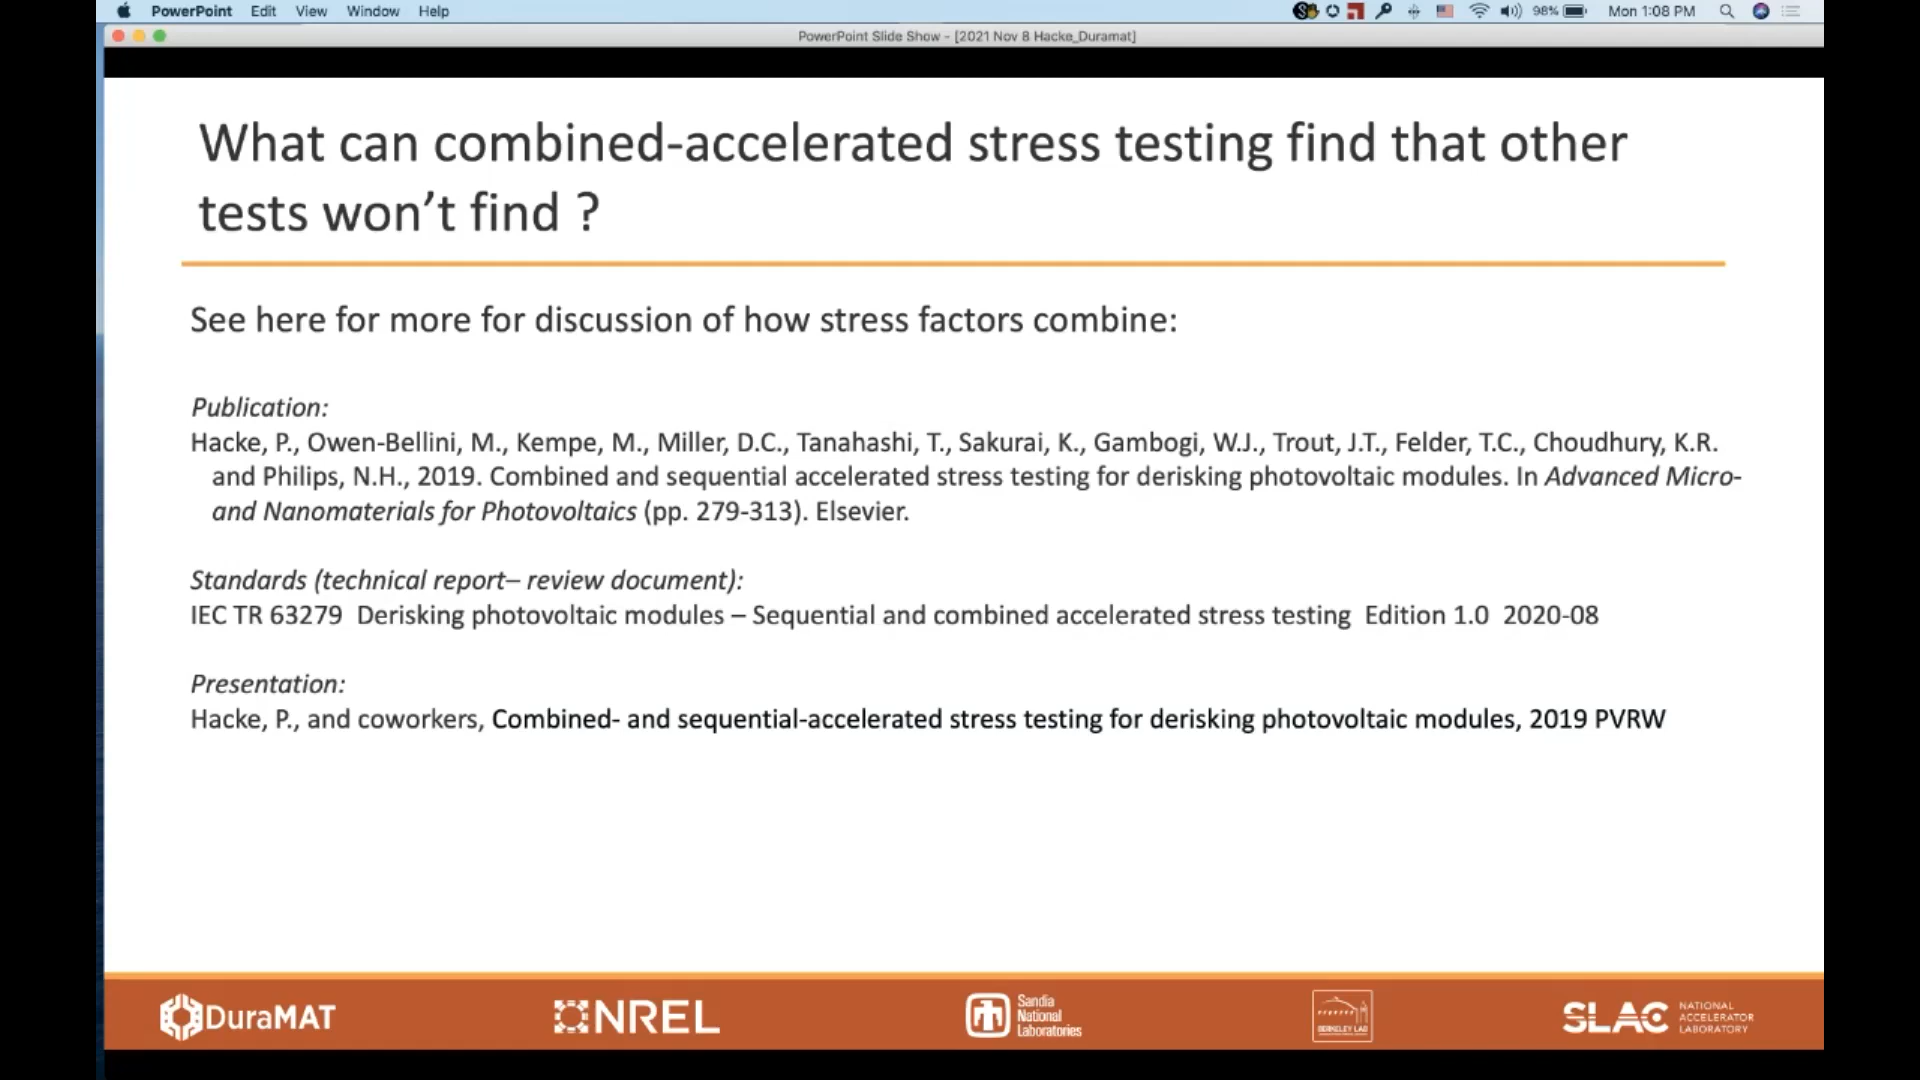 PowerPoint Edit View Window Help 98% Mon 1:08 PM
PowerPoint Slide Show - [2021 Nov 8 Hacke_Duramat]
What can combined-accelerated stress testing find that other
tests won’t find ?
See here for more for discussion of how stress factors combine:
Publication:
Hacke, P., Owen-Bellini, M., Kempe, M., Miller, D.C., Tanahashi, T., Sakurai, K., Gambogi, W.J., Trout, J.T., Felder, T.C., Choudhury, K.R.
and Philips, N.H., 2019. Combined and sequential accelerated stress testing for derisking photovoltaic modules. In Advanced Micro-
and Nanomaterials for Photovoltaics (pp. 279-313). Elsevier.
Standards (technical report– review document):
IEC TR 63279  Derisking photovoltaic modules – Sequential and combined accelerated stress testing  Edition 1.0  2020-08
Presentation:
Hacke, P., and coworkers, Combined- and sequential-accelerated stress testing for derisking photovoltaic modules, 2019 PVRW
DuraMAT
NREL
Sandia
National
Laboratories
BERKELEY LAB
SLAC
NATIONAL
ACCELERATOR
LABORATORY